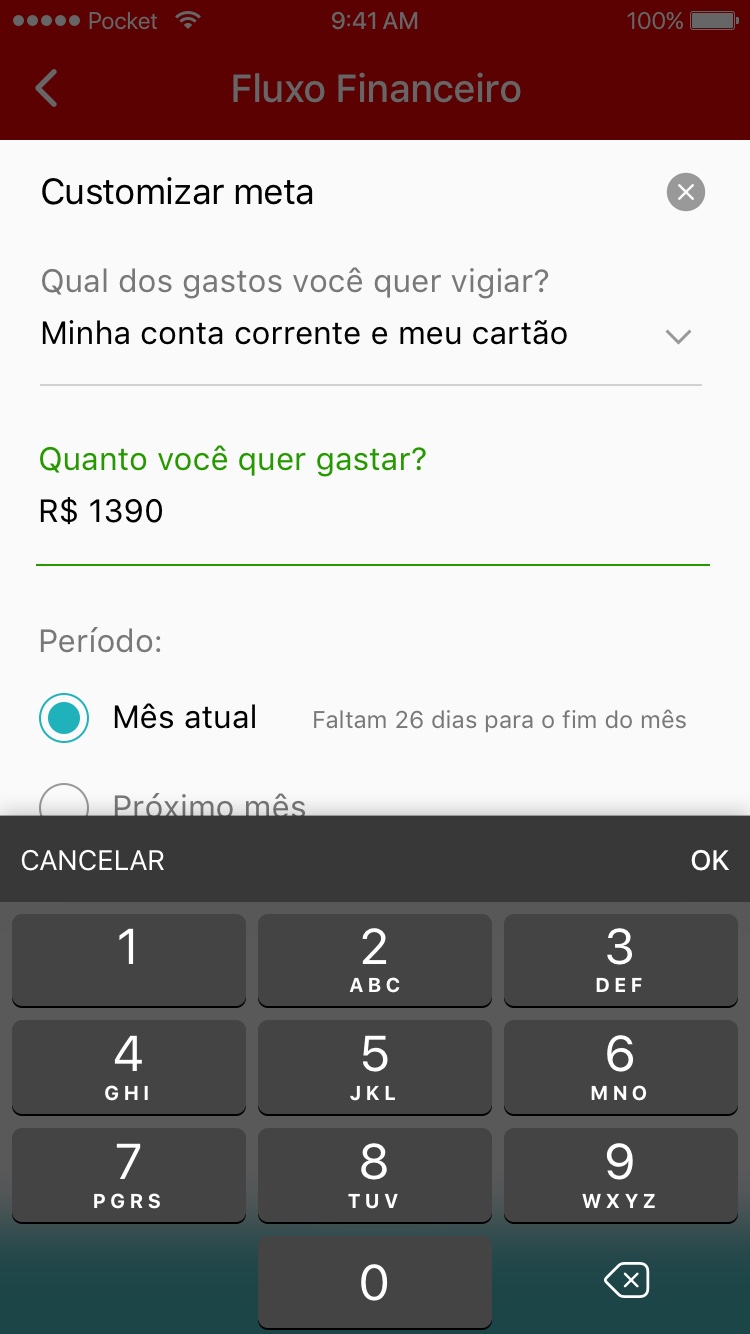 Pocket 9:41 AM 100%
Fluxo Financeiro
Customizar meta
Qual dos gastos você quer vigiar?
Minha conta corrente e meu cartão
Quanto você quer gastar?
R$ 1390
Período:
Mês atual Faltam 26 dias para o fim do mês
Próximo mês
CANCELAR OK
1 2 3
ABC DEF
4 5 6
GHI JKL MNO
7 8 9
PGRS TUV WXYZ
0